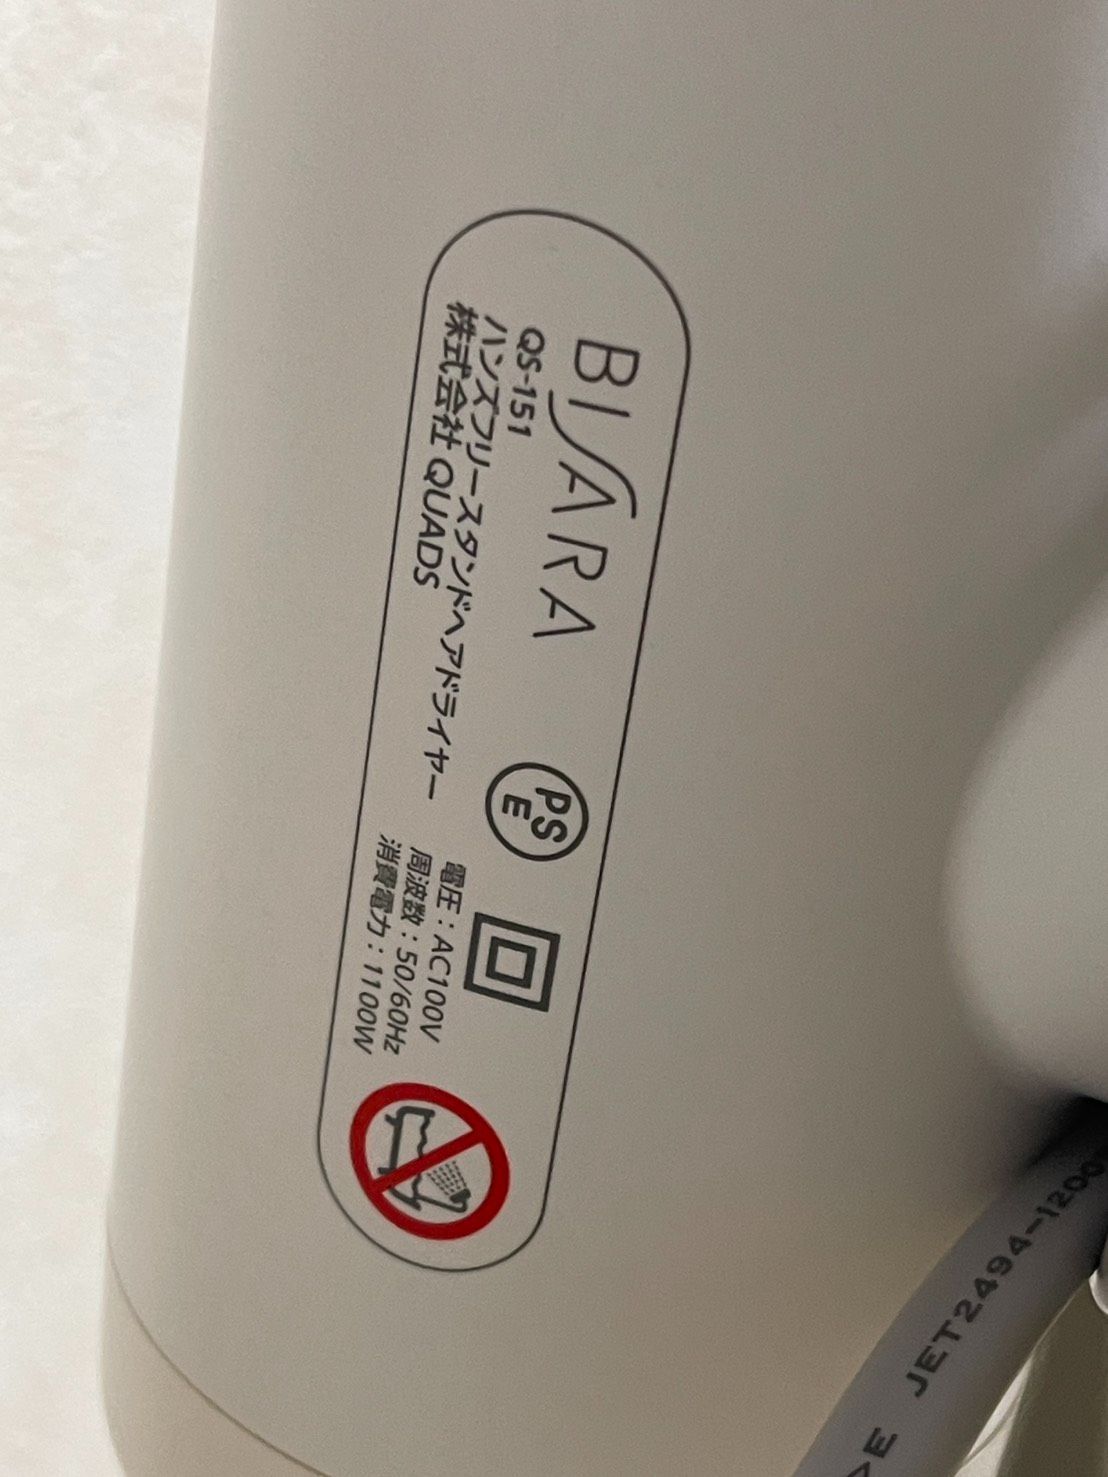 BISARA
QS-151
ハンズフリースタンドヘアドライヤー
株式会社 QUADS
PS
E
電圧：AC100V
周波数：50/60Hz
消費電力：1100W
JET2494-1200